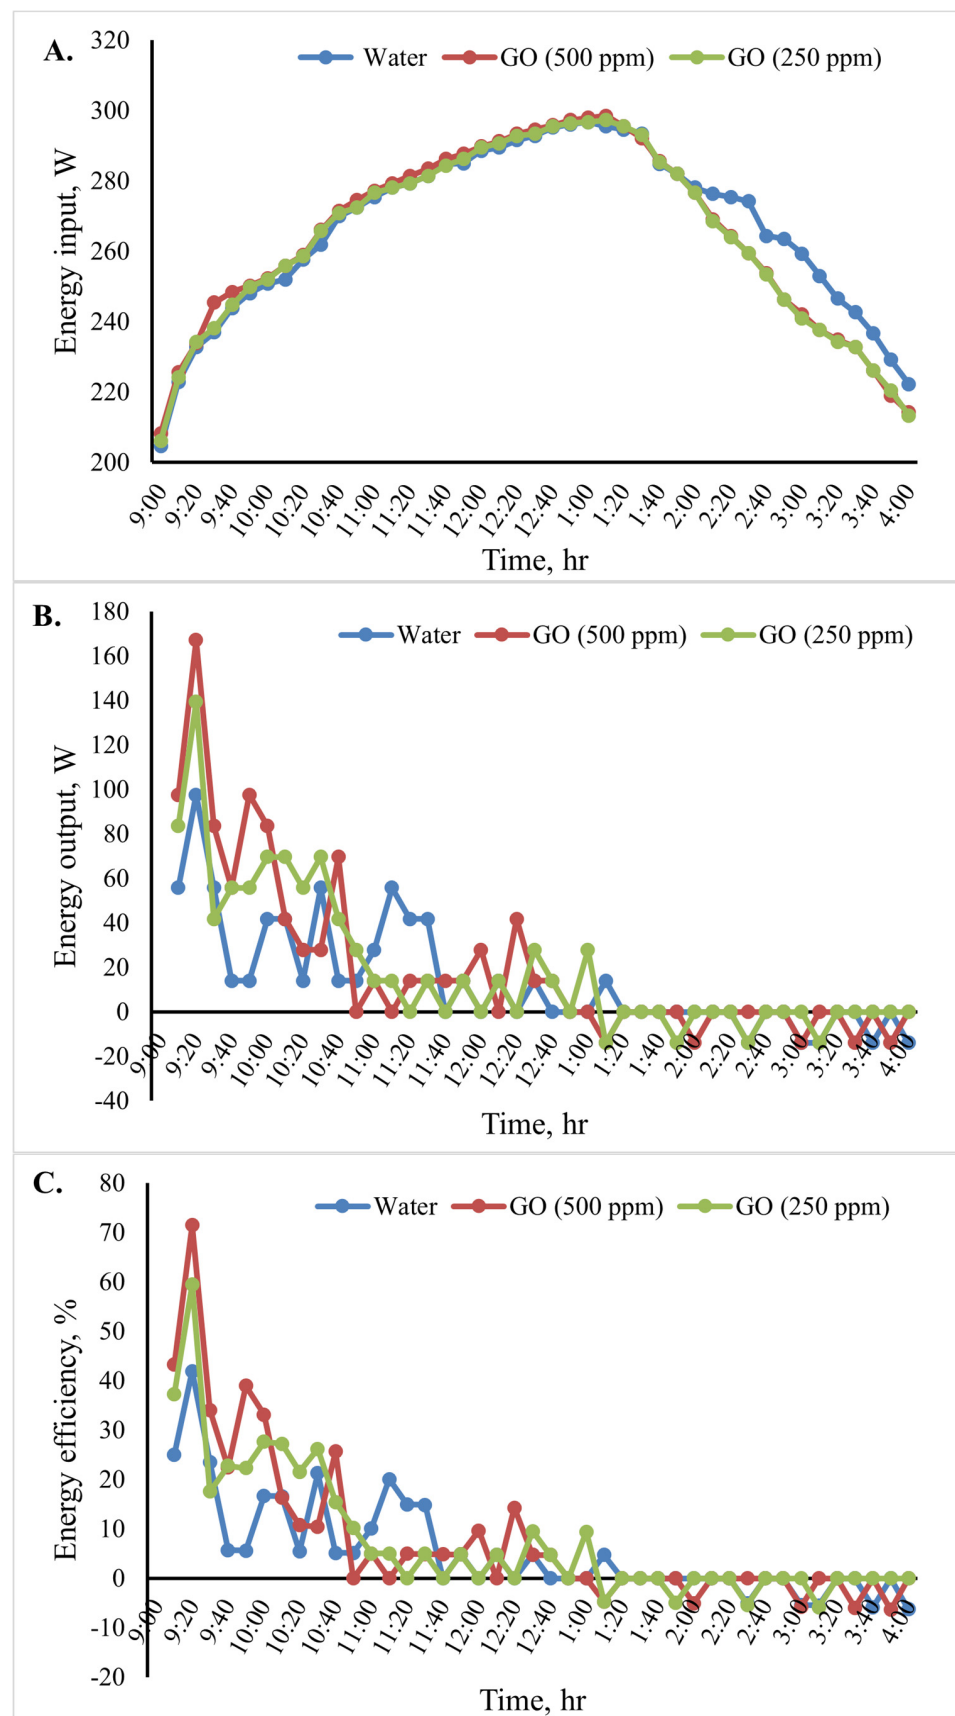 A.
Water GO (500 ppm) GO (250 ppm)
320
300
280
260
240
220
200
Energy input, W
9:00 9:20 9:40 10:00 10:20 10:40 11:00 11:20 11:40 12:00 12:20 12:40 1:00 1:20 1:40 2:00 2:20 2:40 3:00 3:20 3:40 4:00
Time, hr
B.
Water GO (500 ppm) GO (250 ppm)
180
160
140
120
100
80
60
40
20
0
-20
-40
Energy output, W
9:00 9:20 9:40 10:00 10:20 10:40 11:00 11:20 11:40 12:00 12:20 12:40 1:00 1:20 1:40 2:00 2:20 2:40 3:00 3:20 3:40 4:00
Time, hr
C.
Water GO (500 ppm) GO (250 ppm)
80
70
60
50
40
30
20
10
0
-10
-20
Energy efficiency, %
9:00 9:20 9:40 10:00 10:20 10:40 11:00 11:20 11:40 12:00 12:20 12:40 1:00 1:20 1:40 2:00 2:20 2:40 3:00 3:20 3:40 4:00
Time, hr